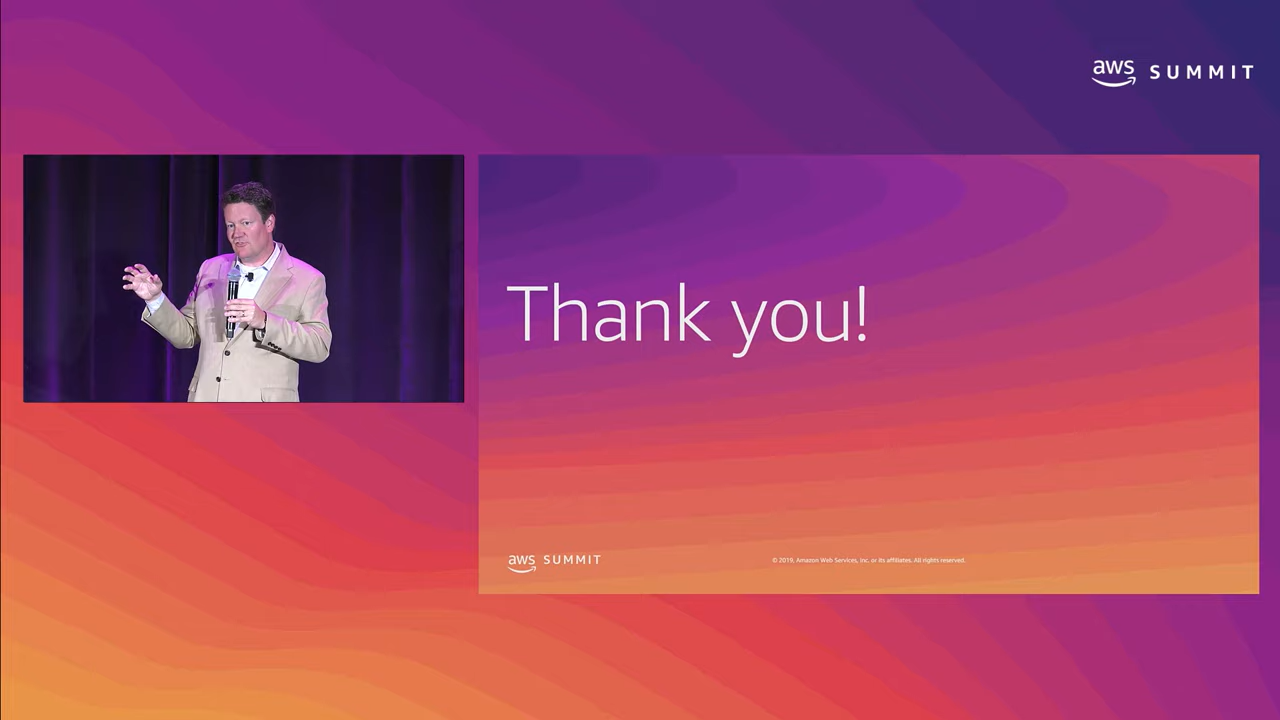 aws SUMMIT
Thank you!
aws SUMMIT
© 2019, Amazon Web Services, Inc. or its affiliates. All rights reserved.